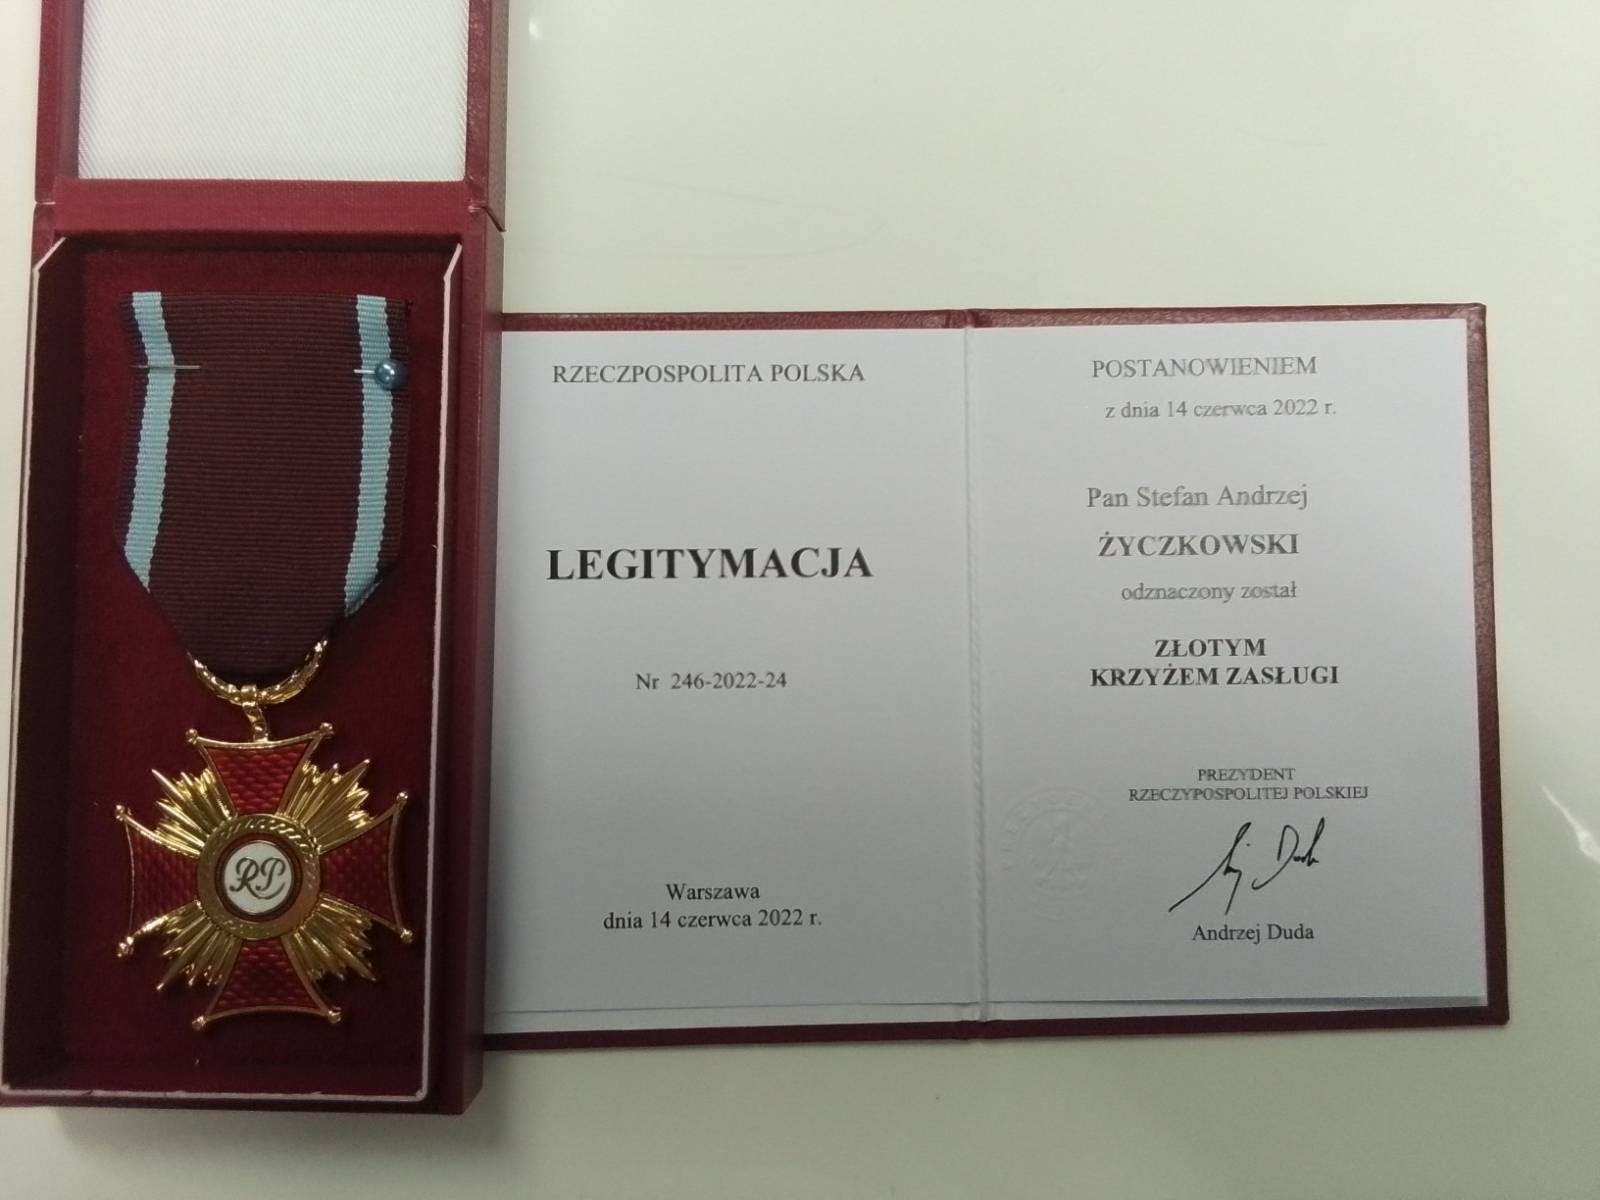 RP
RZECZPOSPOLITA POLSKA
LEGITYMACJA
Nr 246-2022-24
Warszawa
dnia 14 czerwca 2022 r.
POSTANOWIENIEM
z dnia 14 czerwca 2022 r.
Pan Stefan Andrzej
ŻYCZKOWSKI
odznaczony został
ZŁOTYM
KRZYŻEM ZASŁUGI
PREZYDENT
RZECZYPOSPOLITEJ POLSKIEJ
Andrzej Duda